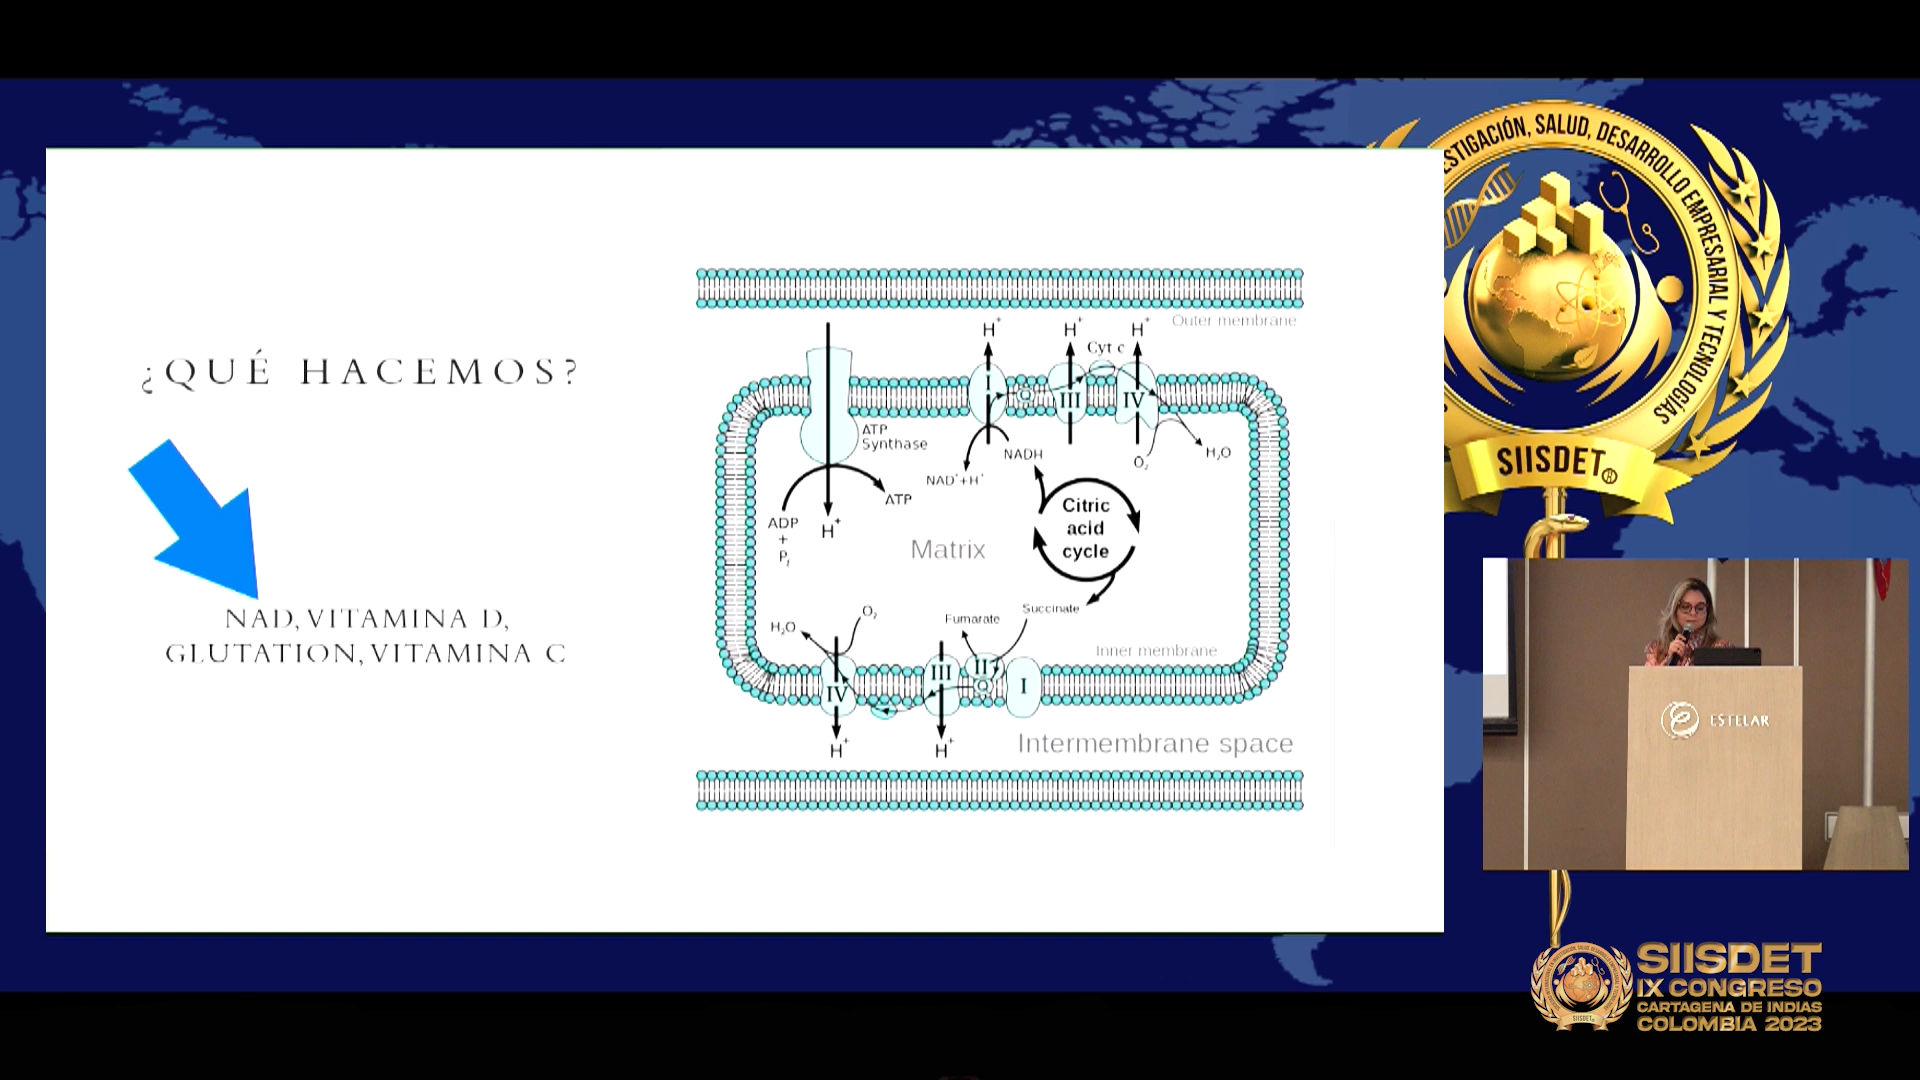 ¿QUÉ HACEMOS?
NAD, VITAMINA D,
GLUTATION, VITAMINA C
Outer membrane
H+
H+
H+
Cyt c
I
Q
III
IV
ATP
Synthase
NADH
NAD+ + H+
O2
H2O
ATP
ADP
+
Pi
H+
Matrix
Citric
acid
cycle
Succinate
Fumarate
O2
H2O
Inner membrane
IV
III
II
Q
I
H+
H+
Intermembrane space
STIGACIÓN, SALUD, DESARROLLO EMPRESARIAL Y TECNOLOGÍAS
SIISDET®
ESTELAR
SIISDET
IX CONGRESO
CARTAGENA DE INDIAS
COLOMBIA 2023